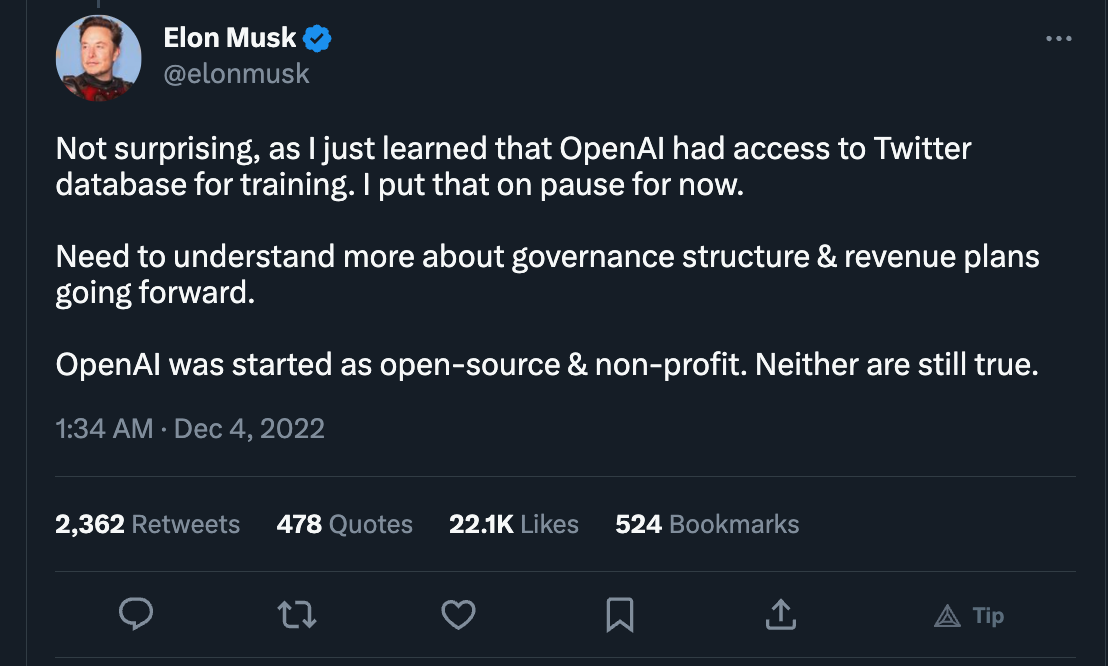 Elon Musk
@elonmusk
Not surprising, as I just learned that OpenAI had access to Twitter
database for training. I put that on pause for now.
Need to understand more about governance structure & revenue plans
going forward.
OpenAI was started as open-source & non-profit. Neither are still true.
1:34 AM · Dec 4, 2022
2,362 Retweets 478 Quotes 22.1K Likes 524 Bookmarks
Tip